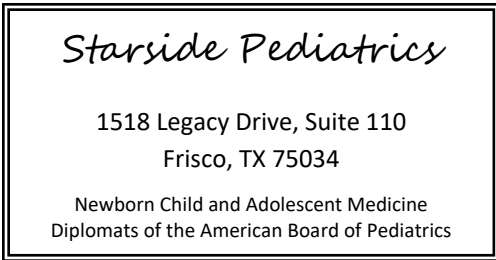 Starside Pediatrics
1518 Legacy Drive, Suite 110
Frisco, TX 75034
Newborn Child and Adolescent Medicine
Diplomats of the American Board of Pediatrics